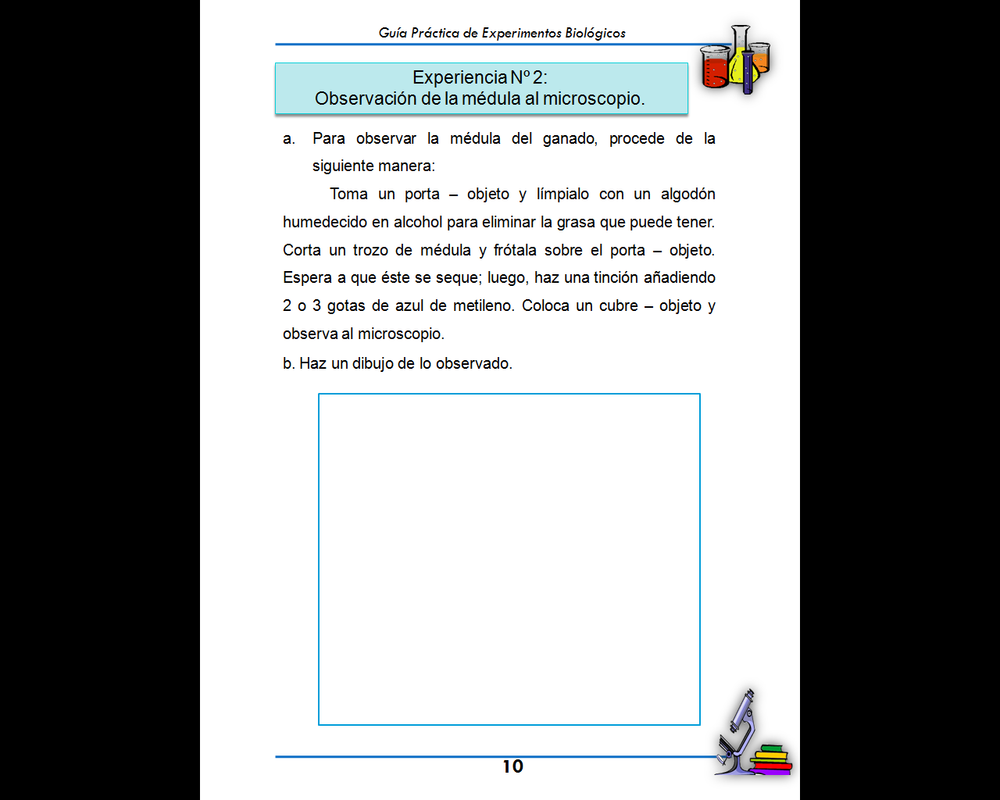 Guía Práctica de Experimentos Biológicos
Experiencia Nº 2:
Observación de la médula al microscopio.
a. Para observar la médula del ganado, procede de la
siguiente manera:
Toma un porta – objeto y límpialo con un algodón
humedecido en alcohol para eliminar la grasa que puede tener.
Corta un trozo de médula y frótala sobre el porta – objeto.
Espera a que éste se seque; luego, haz una tinción añadiendo
2 o 3 gotas de azul de metileno. Coloca un cubre – objeto y
observa al microscopio.
b. Haz un dibujo de lo observado.
10